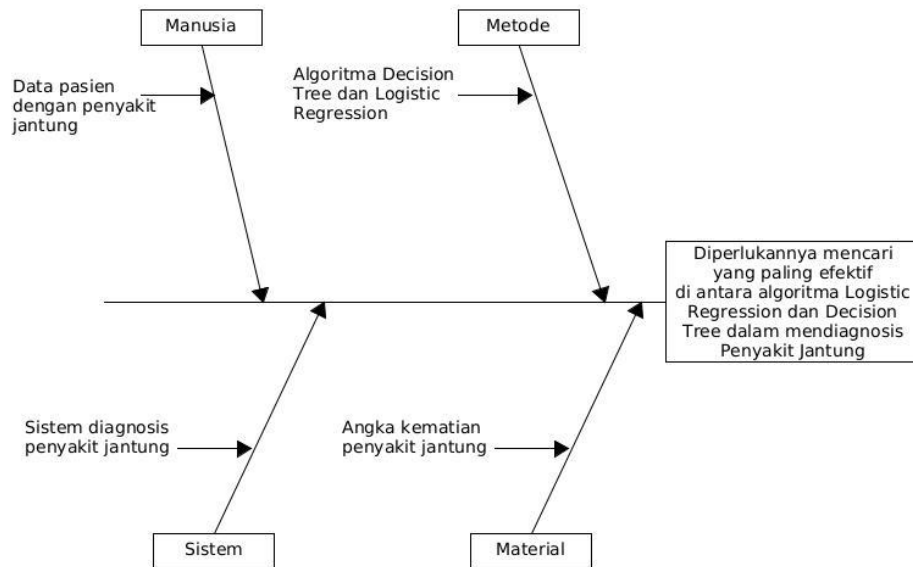 Manusia
Metode
Data pasien
dengan penyakit
jantung
Algoritma Decision
Tree dan Logistic
Regression
Diperlukannya mencari
yang paling efektif
di antara algoritma Logistic
Regression dan Decision
Tree dalam mendiagnosis
Penyakit Jantung
Sistem diagnosis
penyakit jantung
Angka kematian
penyakit jantung
Sistem
Material